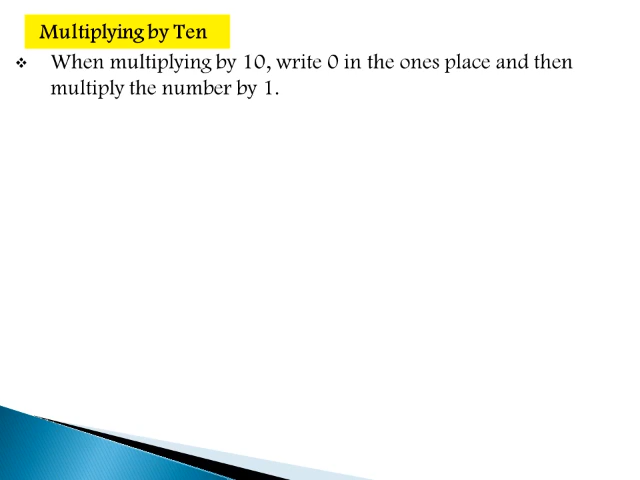 Multiplying by Ten
❖ When multiplying by 10, write 0 in the ones place and then
multiply the number by 1.